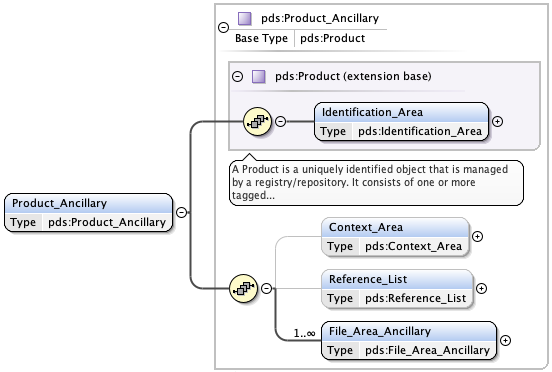 pds:Product_Ancillary
Base Type pds:Product
pds:Product (extension base)
Identification_Area
Type pds:Identification_Area
A Product is a uniquely identified object that is managed
by a registry/repository. It consists of one or more
tagged...
Product_Ancillary
Type pds:Product_Ancillary
Context_Area
Type pds:Context_Area
Reference_List
Type pds:Reference_List
1..∞
File_Area_Ancillary
Type pds:File_Area_Ancillary